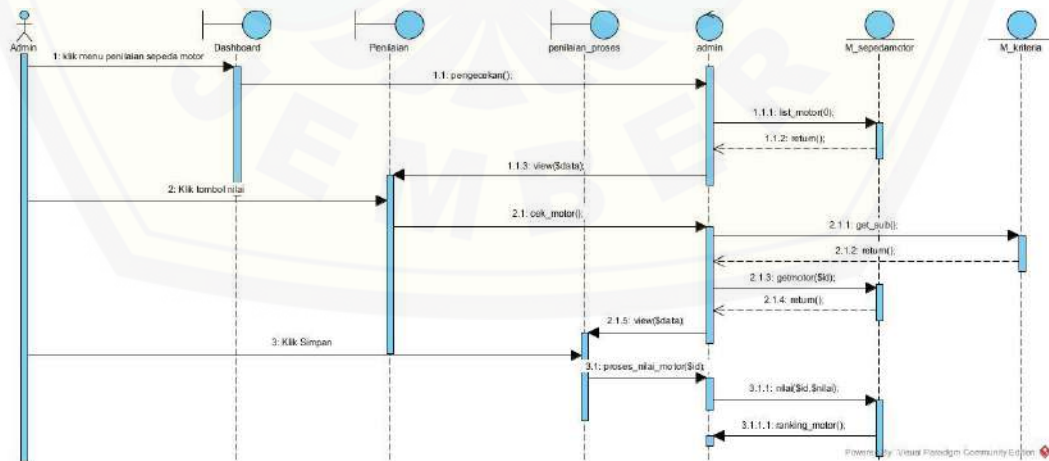 Admin
Dashboard
Penilaian
penilaian_proses
admin
M_sepedamotor
M_kriteria
1: klik menu penilaian sepeda motor
1.1: pengecekan();
1.1.1: list_motor(0);
1.1.2: return();
1.1.3: view($data);
2: Klik tombol nilai
2.1: cek_motor();
2.1.1: get_sub();
2.1.2: return();
2.1.3: getmotor($id);
2.1.4: return();
2.1.5: view($data);
3: Klik Simpan
3.1: proses_nilai_motor($id);
3.1.1: nilai($id,$nilai);
3.1.1.1: ranking_motor();
Powered By Visual Paradigm Community Edition
JEMBER